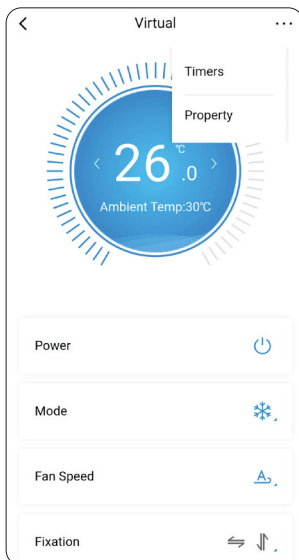 Virtual
Timers
Property
26.0 ℃
Ambient Temp:30℃
Power
Mode
Fan Speed
A
Fixation